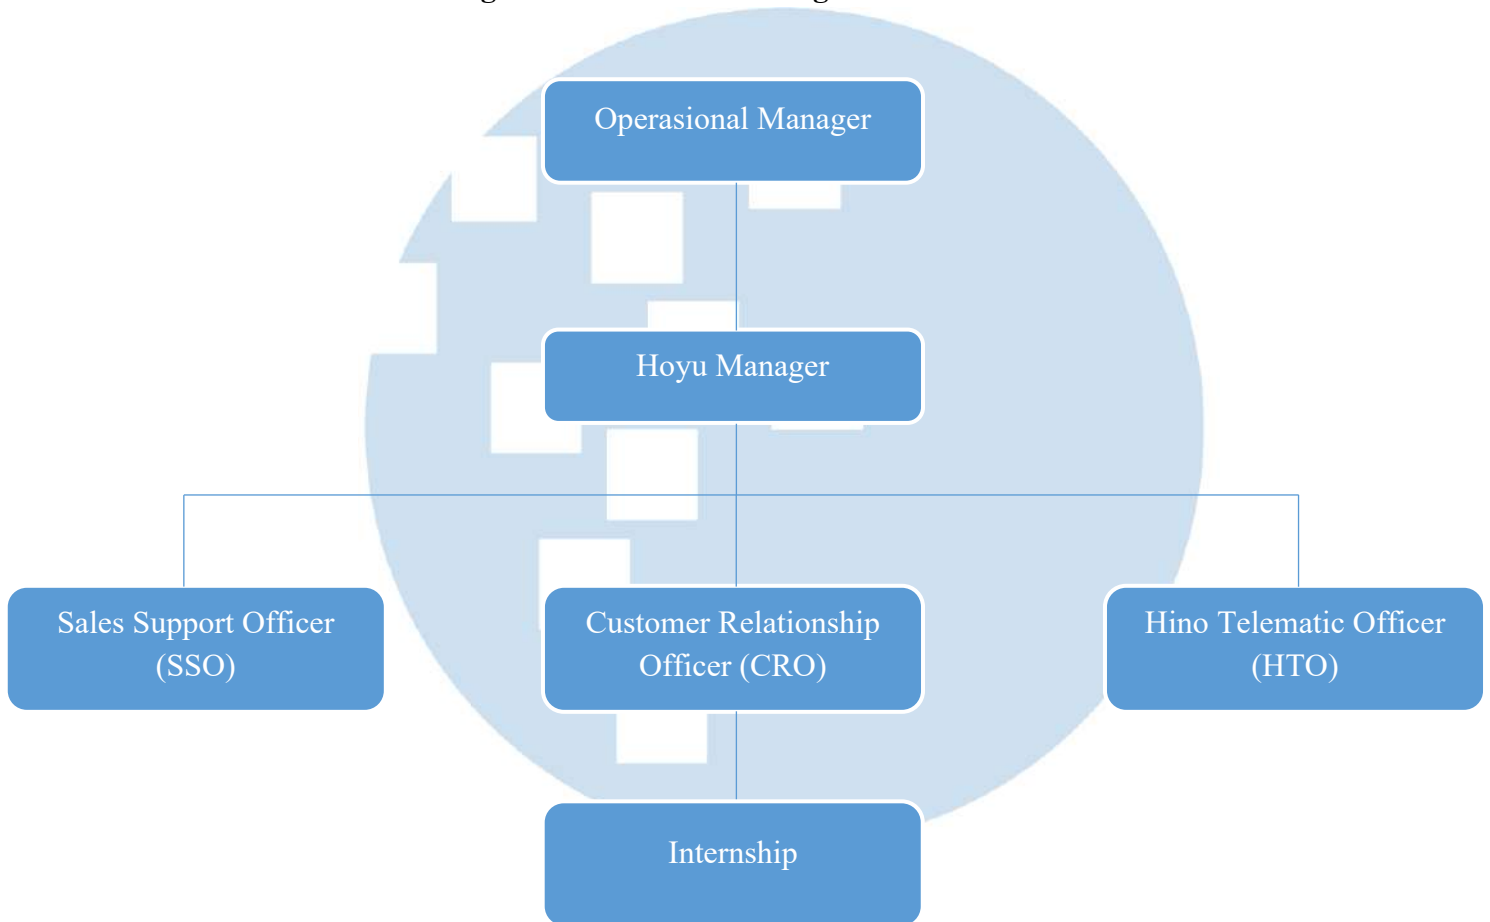 Operasional Manager
Hoyu Manager
Sales Support Officer
(SSO)
Customer Relationship
Officer (CRO)
Hino Telematic Officer
(HTO)
Internship